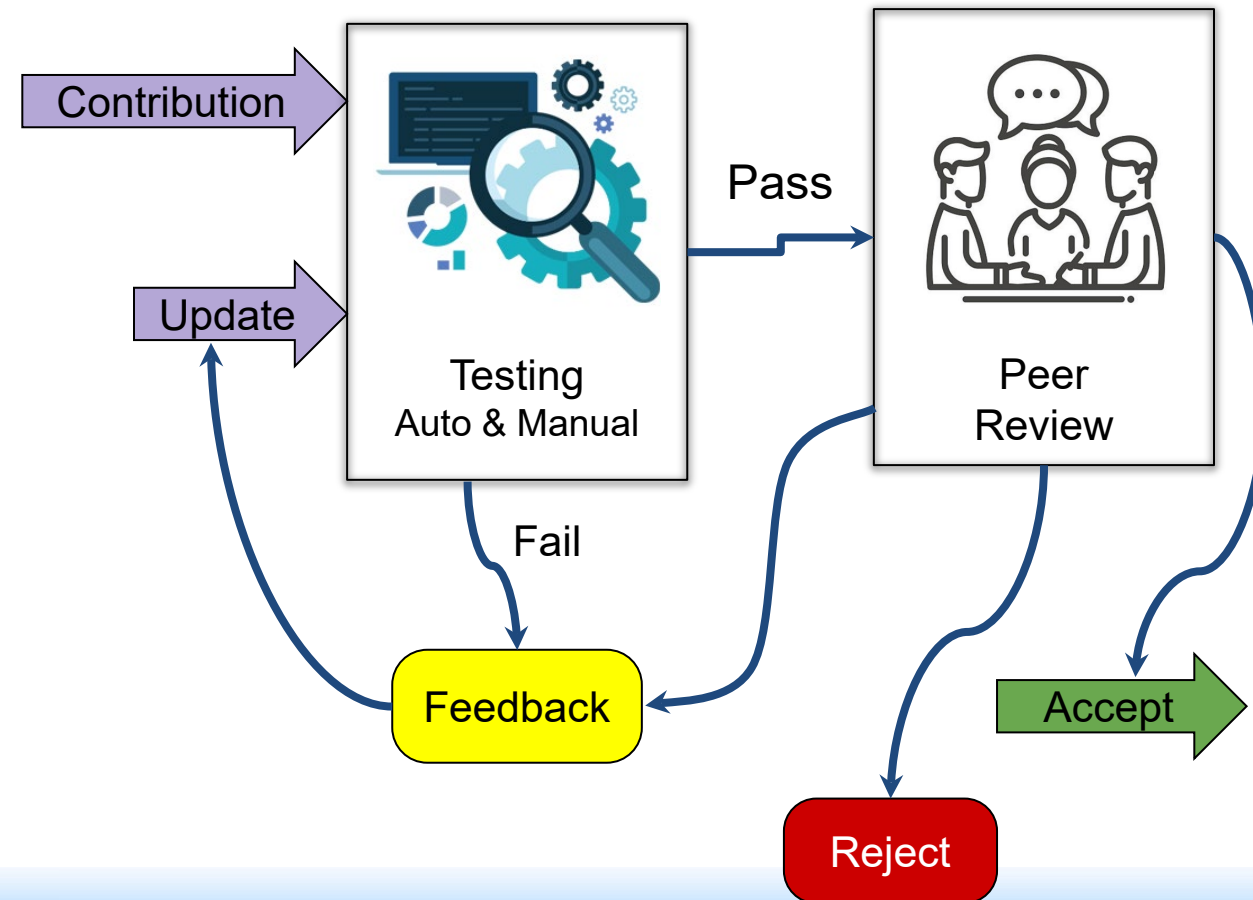 Contribution
Pass
Update
Testing
Auto & Manual
Peer
Review
Fail
Feedback
Accept
Reject